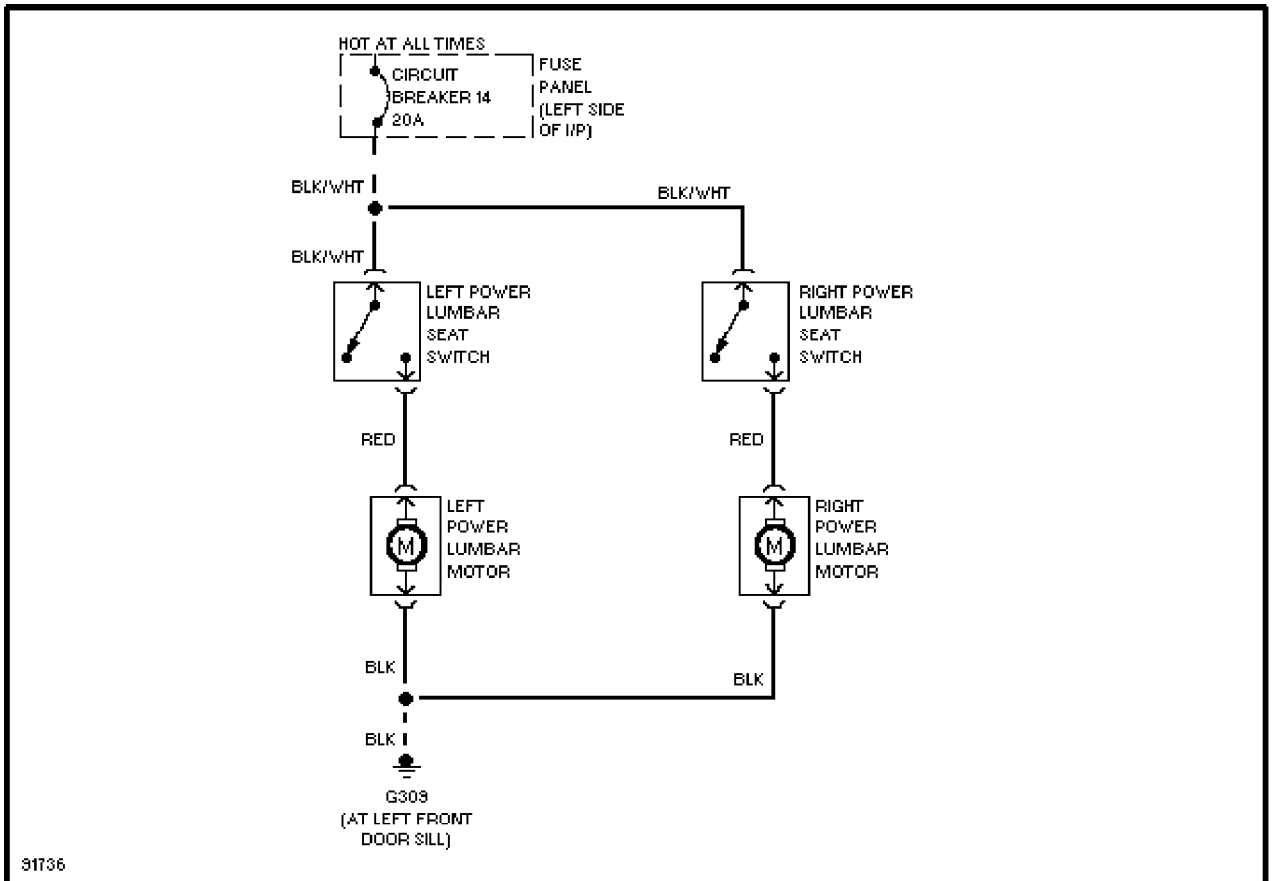 HOT AT ALL TIMES
CIRCUIT
BREAKER 14
20A
FUSE
PANEL
(LEFT SIDE
OF I/P)
BLK/WHT
BLK/WHT
BLK/WHT
LEFT POWER
LUMBAR
SEAT
SWITCH
RIGHT POWER
LUMBAR
SEAT
SWITCH
RED
RED
LEFT
POWER
LUMBAR
MOTOR
M
RIGHT
POWER
LUMBAR
MOTOR
M
BLK
BLK
BLK
G309
(AT LEFT FRONT
DOOR SILL)
91736